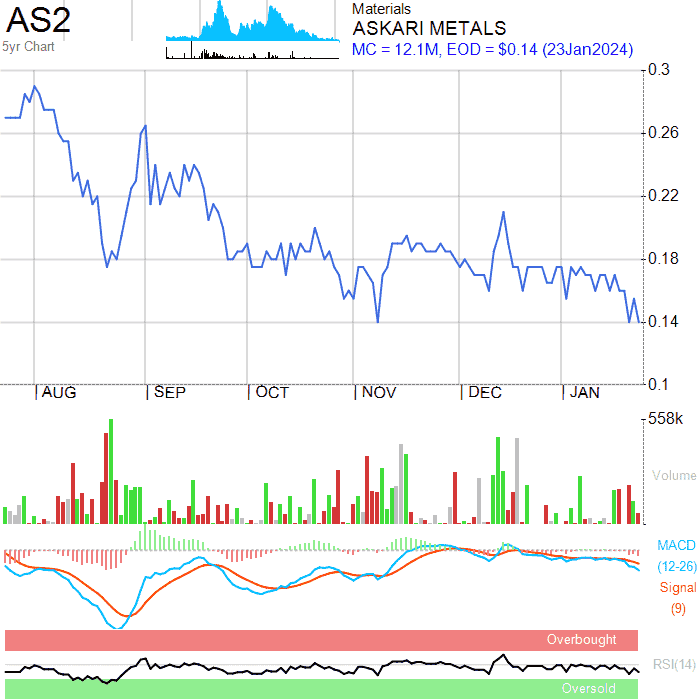 AS2
5yr Chart
Materials
ASKARI METALS
MC = 12.1M, EOD = $0.14 (23Jan2024)
0.3
0.26
0.22
0.18
0.14
0.1
AUG SEP OCT NOV DEC JAN
558k
Volume
MACD
(12-26)
Signal
(9)
Overbought
RSI(14)
Oversold